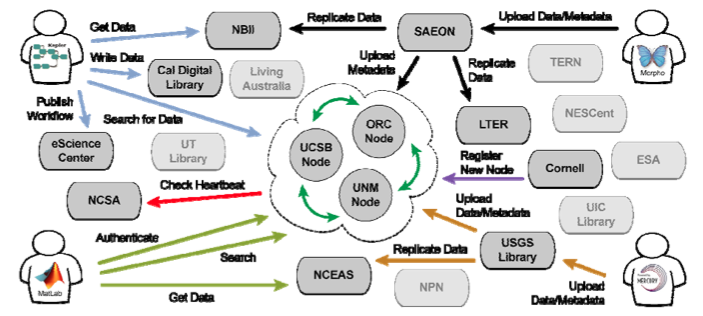 Kepler
Get Data
NBII
Replicate Data
SAEON
Upload Data/Metadata
Morpho
Write Data
Cal Digital
Library
Living
Australia
Upload
Metadata
Replicate
Data
TERN
Publish
Workflow
Search for Data
NESCent
eScience
Center
UT
Library
UCSB
Node
ORC
Node
UNM
Node
LTER
Register
New Node
Cornell
ESA
NCSA
Check Heartbeat
Upload
Data/Metadata
UIC
Library
Authenticate
Search
MatLab
Get Data
NCEAS
Replicate Data
USGS
Library
NPN
Upload
Data/Metadata
MERCURY